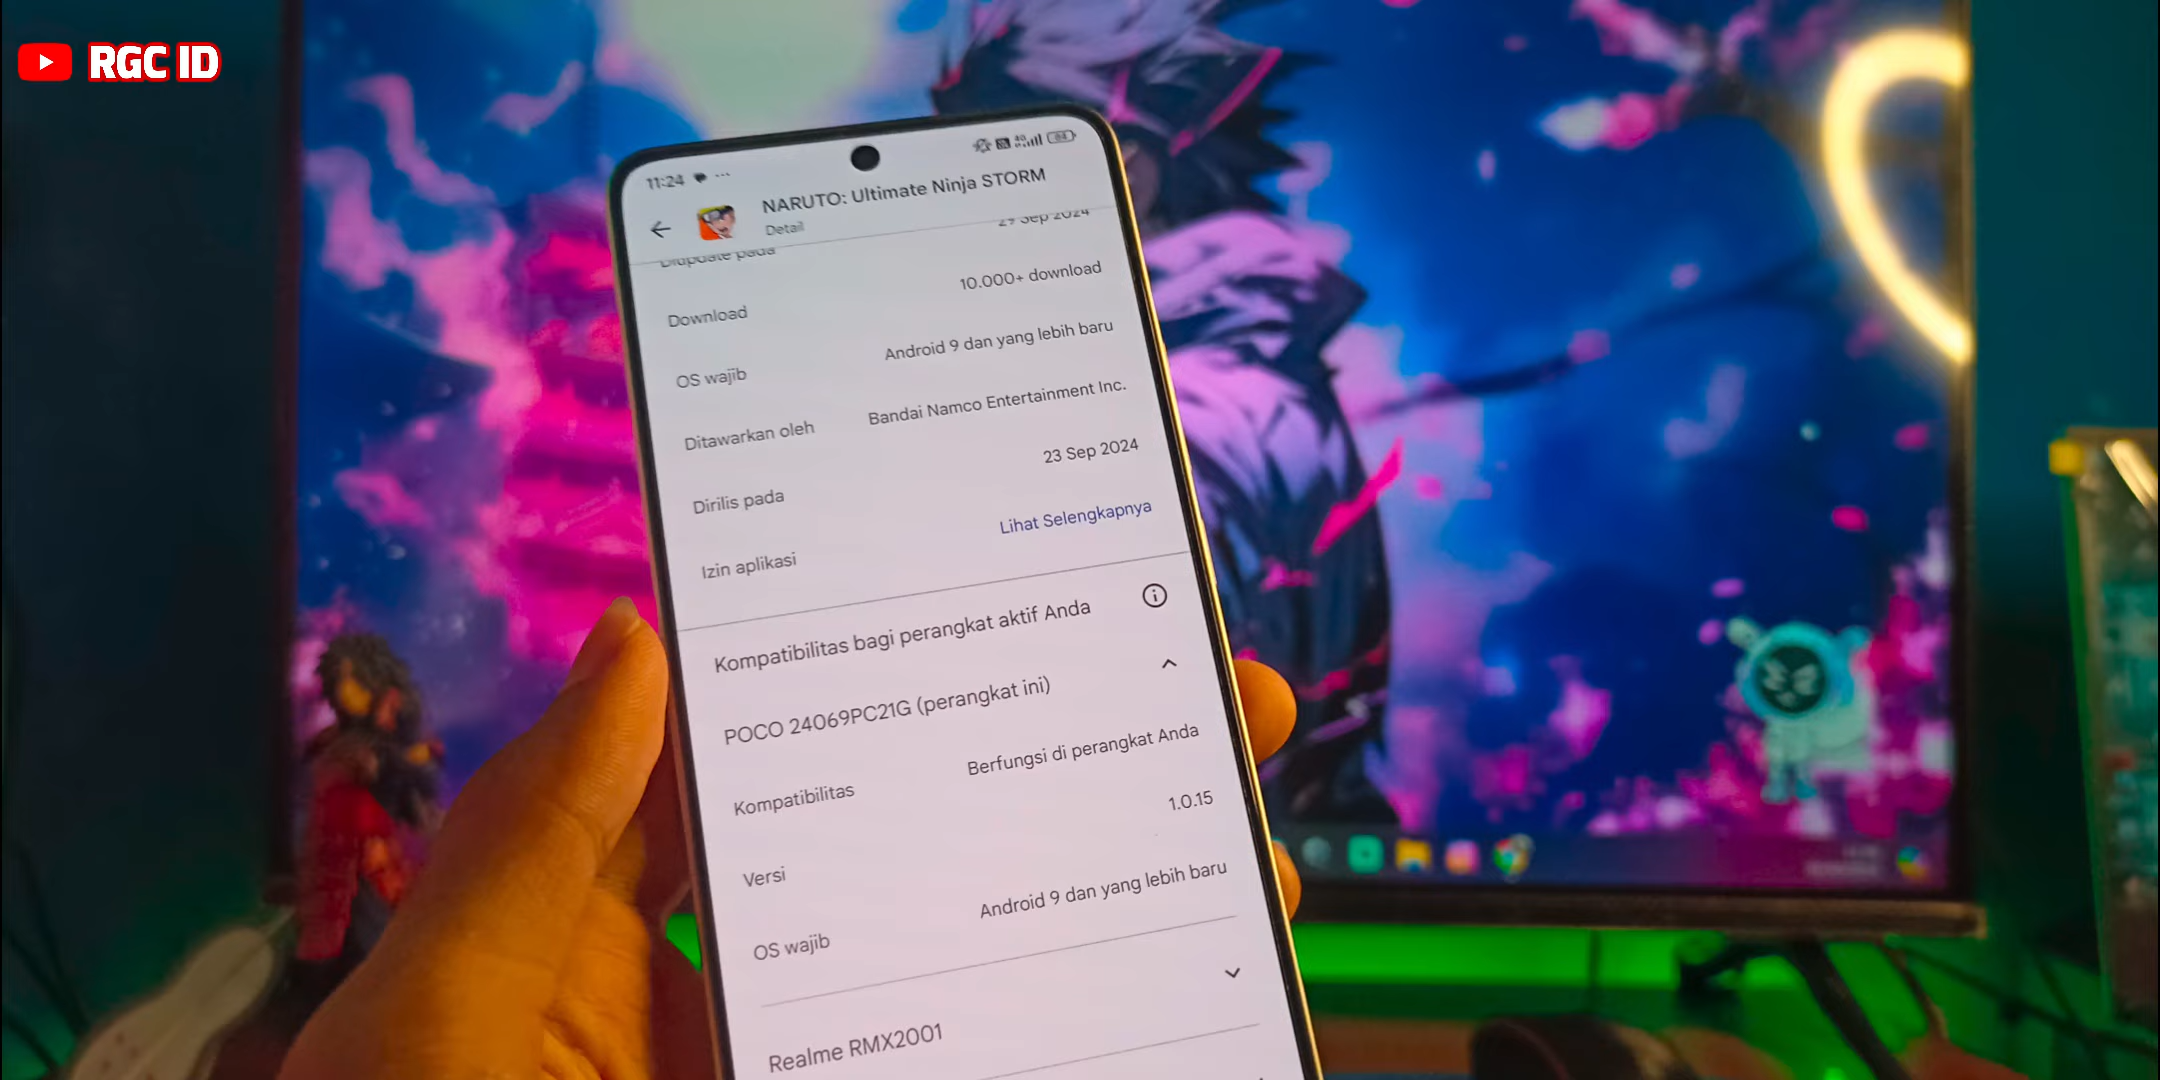 RGC ID
11:24
NARUTO: Ultimate Ninja STORM
Detail
Diupdate pada 29 Sep 2024
Download 10.000+ download
OS wajib Android 9 dan yang lebih baru
Ditawarkan oleh Bandai Namco Entertainment Inc.
Dirilis pada 23 Sep 2024
Izin aplikasi Lihat Selengkapnya
Kompatibilitas bagi perangkat aktif Anda
POCO 24069PC21G (perangkat ini)
Kompatibilitas Berfungsi di perangkat Anda
Versi 1.0.15
OS wajib Android 9 dan yang lebih baru
Realme RMX2001